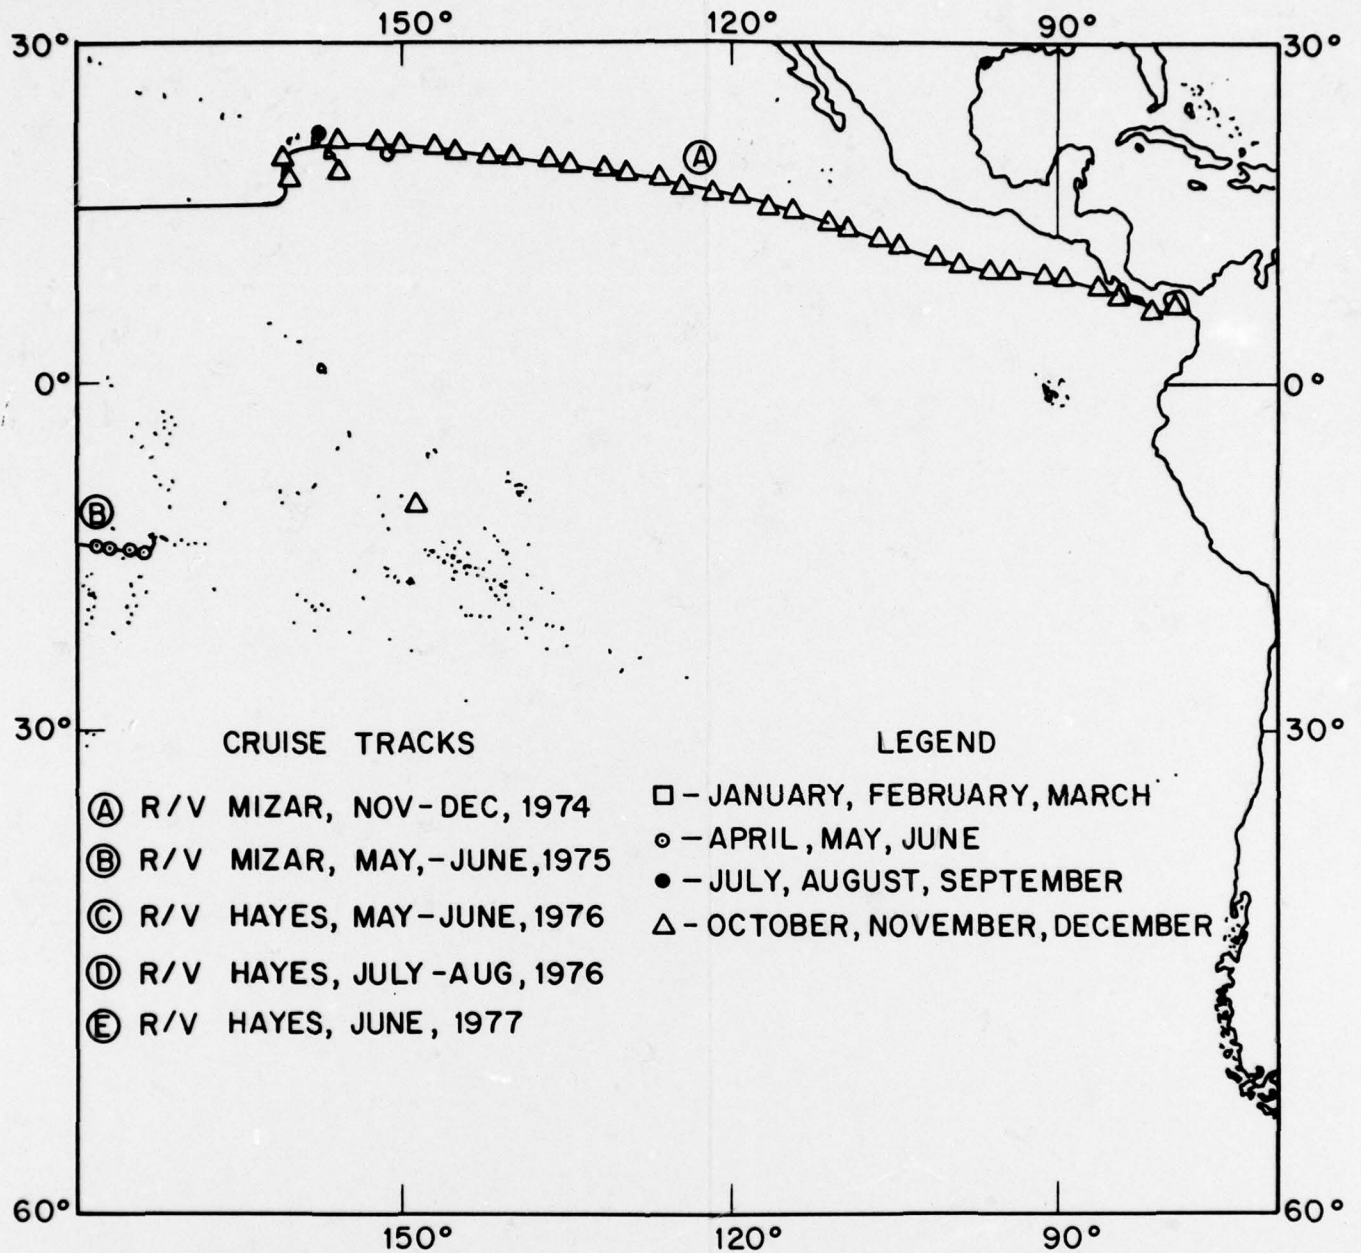 150° 120° 90°
30° 30°
A
0° 0°
B
30° 30°
CRUISE TRACKS
A R/V MIZAR, NOV-DEC, 1974
B R/V MIZAR, MAY,-JUNE,1975
C R/V HAYES, MAY-JUNE, 1976
D R/V HAYES, JULY-AUG, 1976
E R/V HAYES, JUNE, 1977
LEGEND
□ - JANUARY, FEBRUARY, MARCH
⊙ - APRIL, MAY, JUNE
● - JULY, AUGUST, SEPTEMBER
△ - OCTOBER, NOVEMBER, DECEMBER
60° 60°
150° 120° 90°